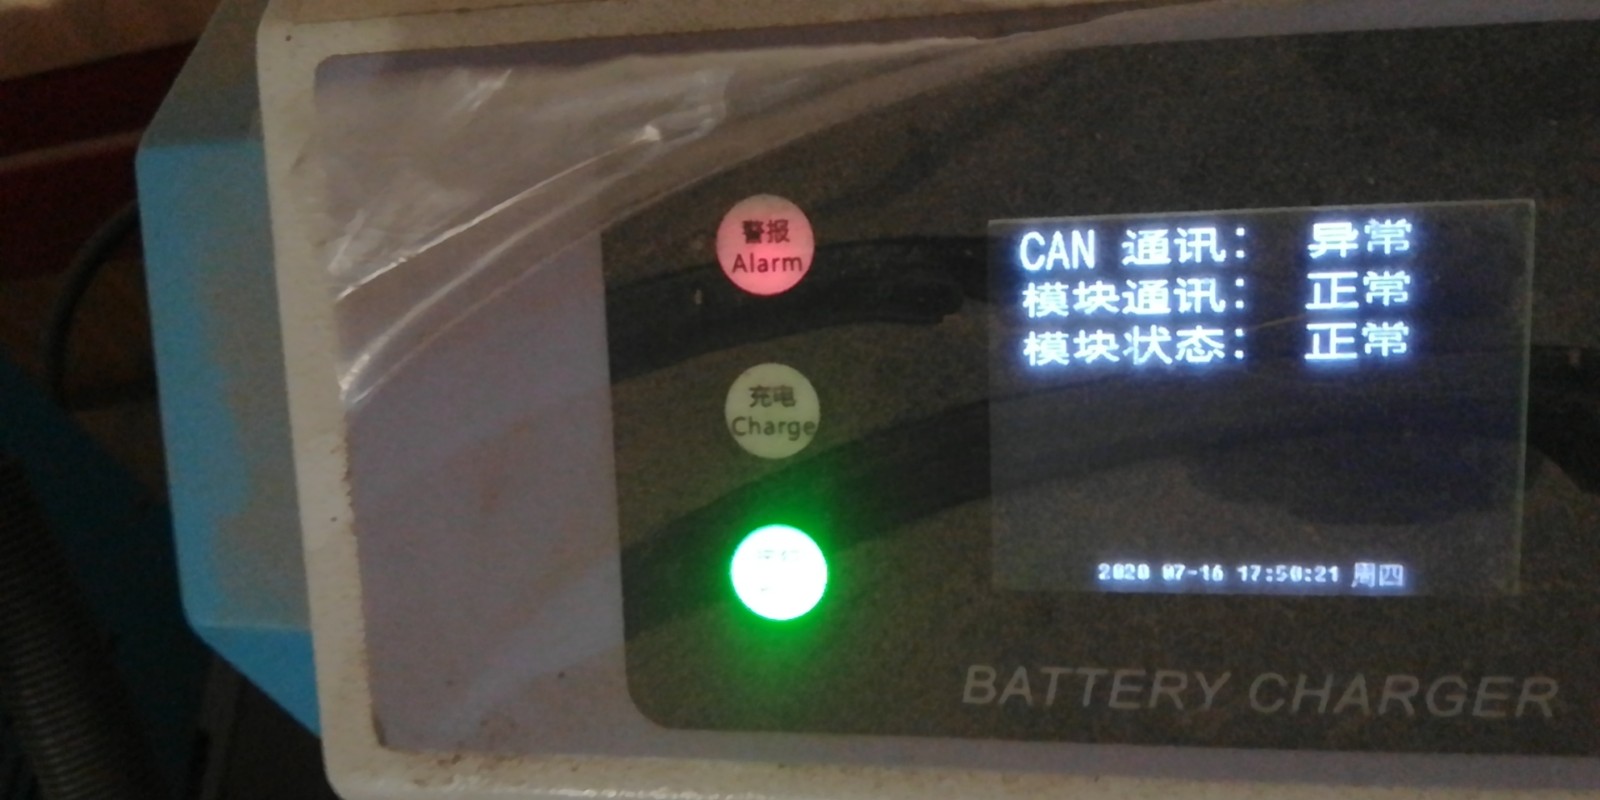 警报
Alarm
充电
Charge
CAN 通讯: 异常
模块通讯: 正常
模块状态: 正常
2020 07-16 17:50:21 周四
BATTERY CHARGER